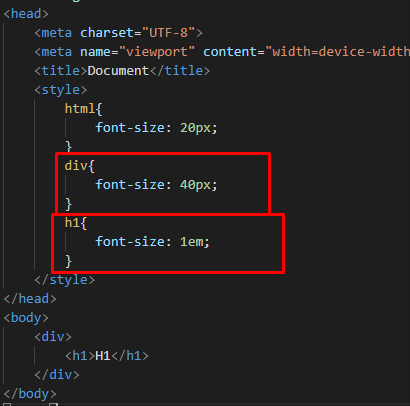 <head>
    <meta charset="UTF-8">
    <meta name="viewport" content="width=device-width
    <title>Document</title>
    <style>
        html{
            font-size: 20px;
        }
        div{
            font-size: 40px;
        }
        h1{
            font-size: 1em;
        }
    </style>
</head>
<body>
    <div>
        <h1>H1</h1>
    </div>
</body>